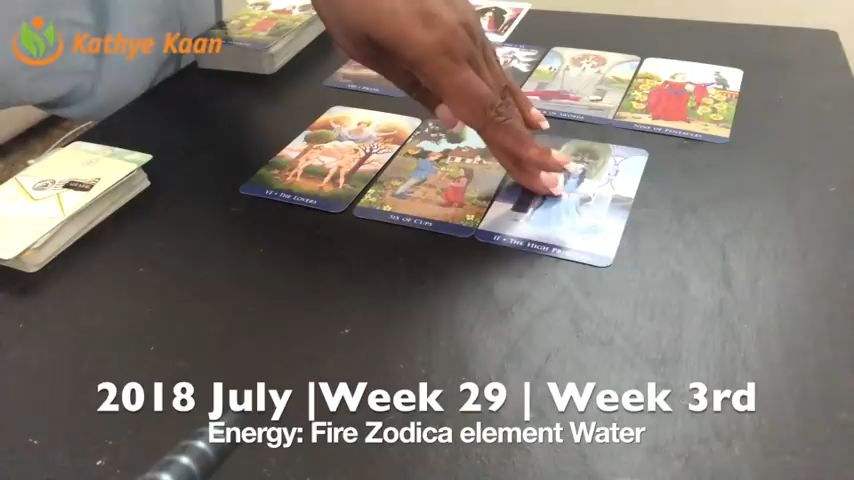 Kathye Kaan
NINE OF PENTACLES
VI • THE LOVERS
SIX OF CUPS
II • THE HIGH
2018 July |Week 29 | Week 3rd
Energy: Fire Zodica element Water